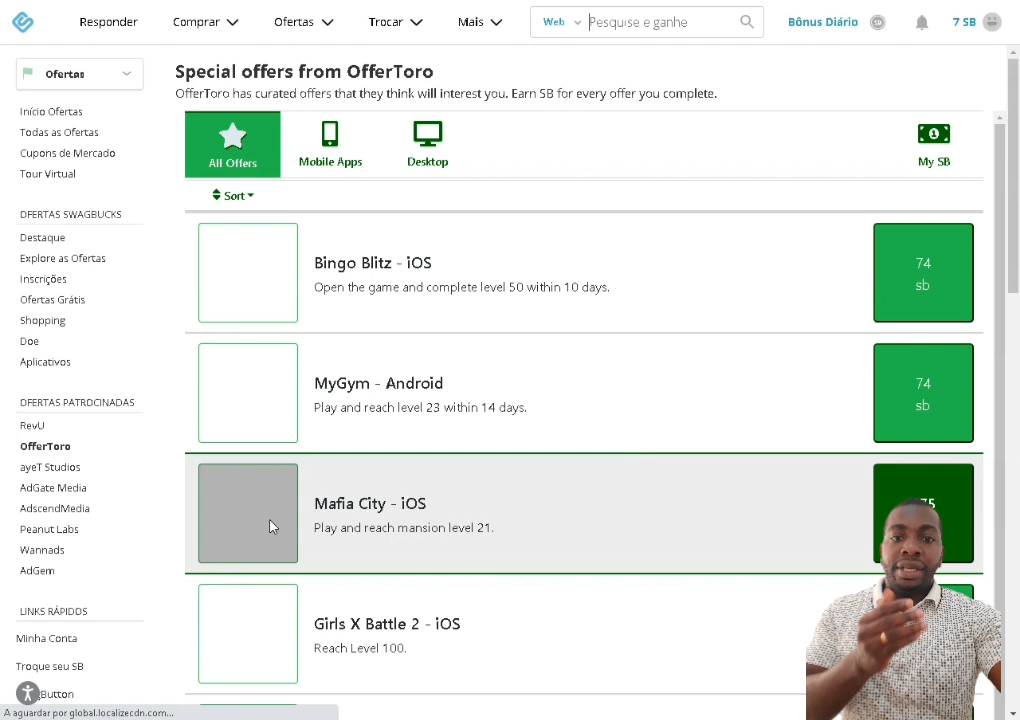 Responder
Comprar
Ofertas
Trocar
Mais
Web
Pesquise e ganhe
Bônus Diário
SB
7 SB
Ofertas
Início Ofertas
Todas as Ofertas
Cupons de Mercado
Tour Virtual
OFERTAS SWAGBUCKS
Destaque
Explore as Ofertas
Inscrições
Ofertas Grátis
Shopping
Doe
Aplicativos
OFERTAS PATROCINADAS
RevU
OfferToro
ayeT Studios
AdGate Media
AdscendMedia
Peanut Labs
Wannads
AdGem
LINKS RÁPIDOS
Minha Conta
Troque seu SB
Button
A aguardar por global.localizecdn.com...
Special offers from OfferToro
OfferToro has curated offers that they think will interest you. Earn SB for every offer you complete.
All Offers
Mobile Apps
Desktop
My SB
Sort
Bingo Blitz - iOS
Open the game and complete level 50 within 10 days.
74
sb
MyGym - Android
Play and reach level 23 within 14 days.
74
sb
Mafia City - iOS
Play and reach mansion level 21.
Girls X Battle 2 - iOS
Reach Level 100.